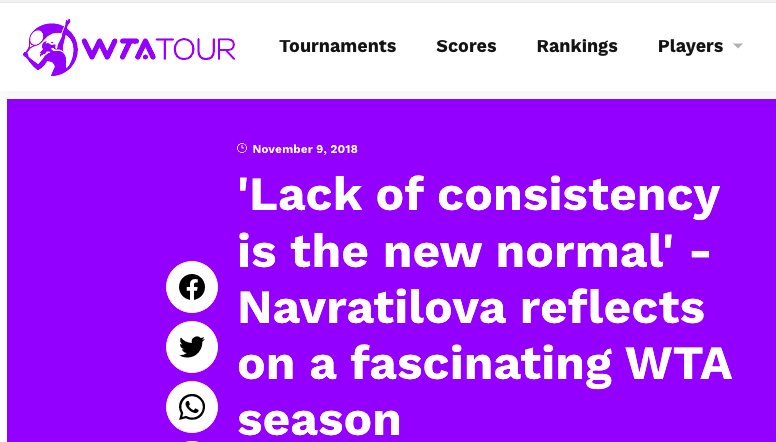 WTATOUR Tournaments Scores Rankings Players
November 9, 2018
'Lack of consistency
is the new normal' -
Navratilova reflects
on a fascinating WTA
season